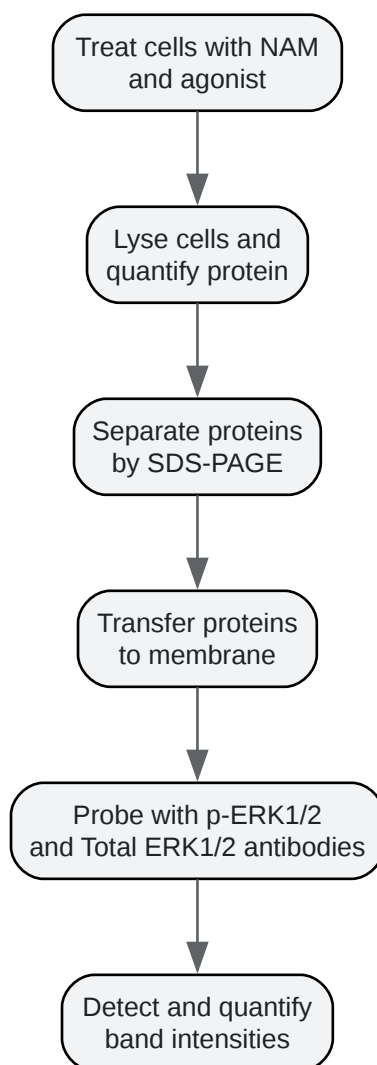 Treat cells with NAM
and agonist
Lyse cells and
quantify protein
Separate proteins
by SDS-PAGE
Transfer proteins
to membrane
Probe with p-ERK1/2
and Total ERK1/2 antibodies
Detect and quantify
band intensities